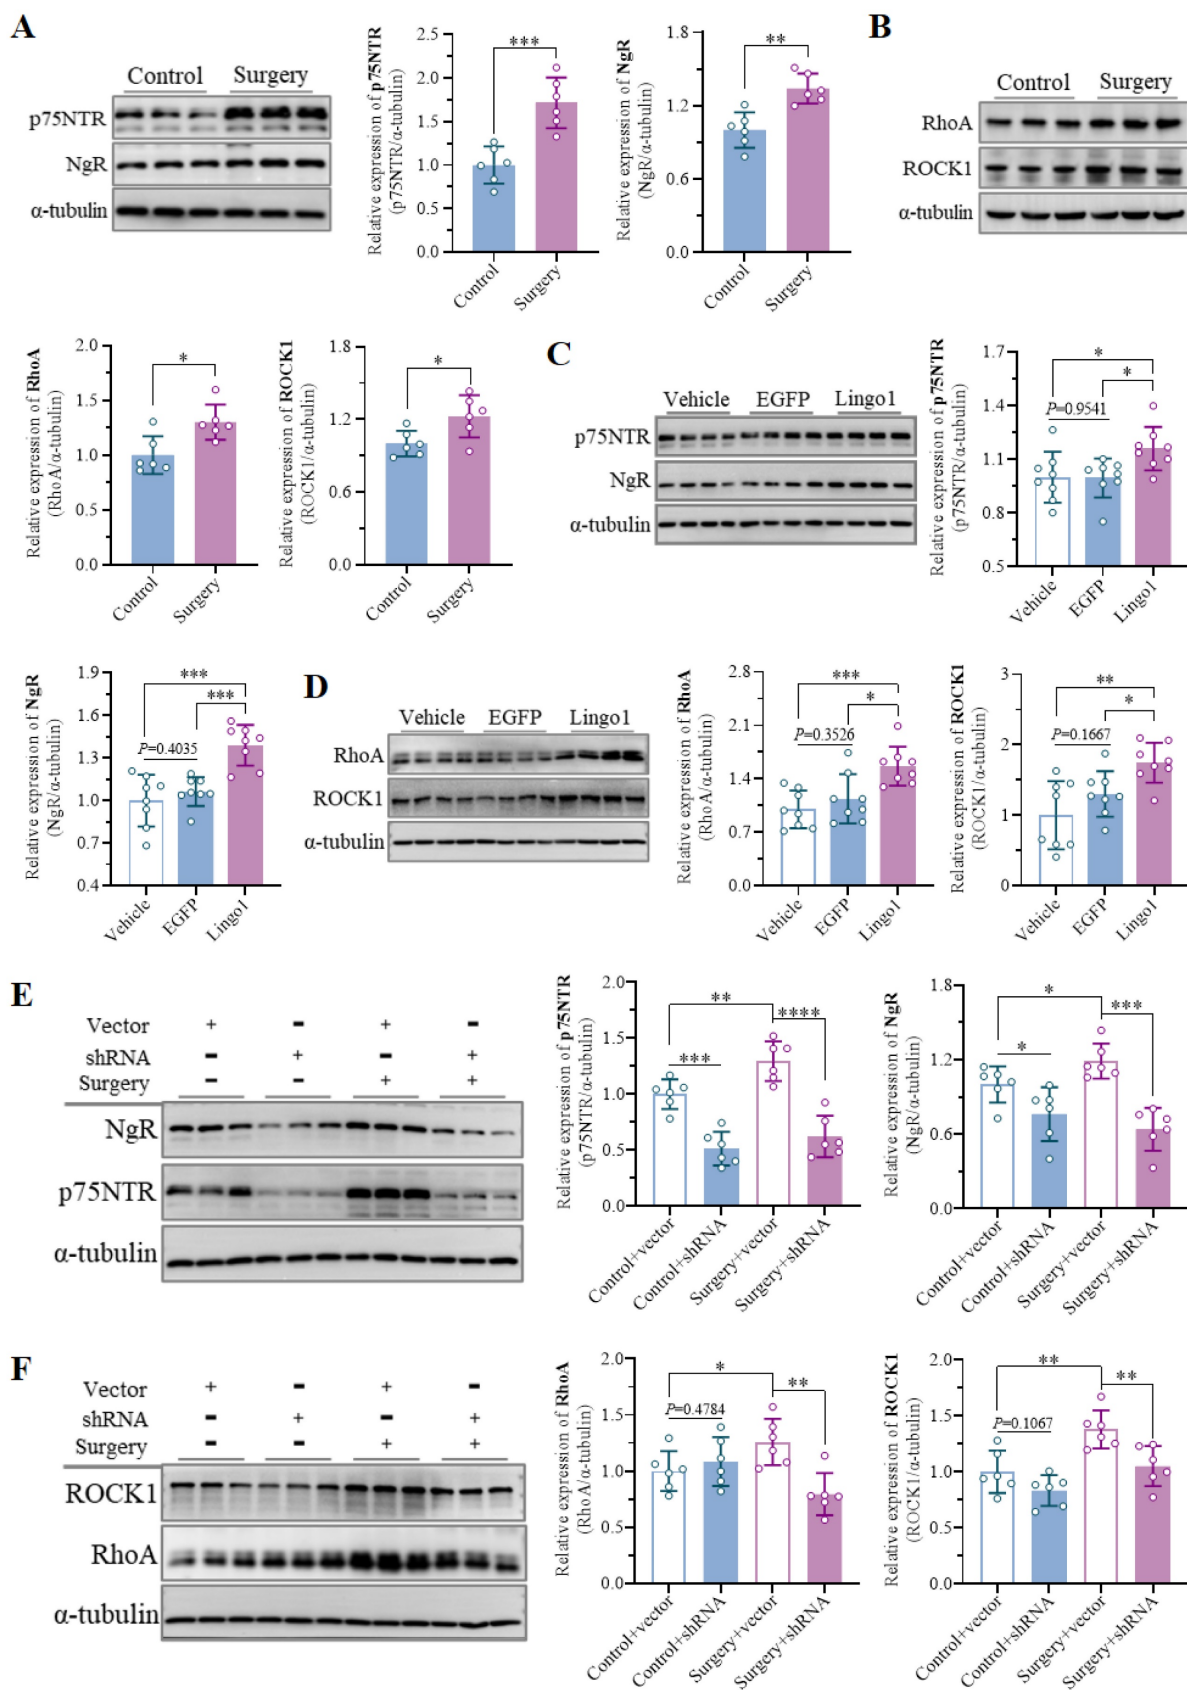 A
Control Surgery
p75NTR
NgR
α-tubulin
Relative expression of p75NTR
(p75NTR/α-tubulin)
2.5
2.0
1.5
1.0
0.5
0.0
***
Control
Surgery
Relative expression of NgR
(NgR/α-tubulin)
1.8
1.2
0.6
0.0
**
Control
Surgery
B
Control Surgery
RhoA
ROCK1
α-tubulin
Relative expression of RhoA
(RhoA/α-tubulin)
2.0
1.5
1.0
0.5
0.0
*
Control
Surgery
Relative expression of ROCK1
(ROCK1/α-tubulin)
1.8
1.2
0.6
0.0
*
Control
Surgery
C
Vehicle EGFP Lingo1
p75NTR
NgR
α-tubulin
Relative expression of p75NTR
(p75NTR/α-tubulin)
1.7
1.4
1.1
0.8
0.5
*
*
P=0.9541
Vehicle
EGFP
Lingo1
Relative expression of NgR
(NgR/α-tubulin)
1.9
1.6
1.3
1.0
0.7
0.4
***
***
P=0.4035
Vehicle
EGFP
Lingo1
D
Vehicle EGFP Lingo1
RhoA
ROCK1
α-tubulin
Relative expression of RhoA
(RhoA/α-tubulin)
2.8
2.1
1.4
0.7
0.0
***
*
P=0.3526
Vehicle
EGFP
Lingo1
Relative expression of ROCK1
(ROCK1/α-tubulin)
3
2
1
0
**
*
P=0.1667
Vehicle
EGFP
Lingo1
E
Vector + - + -
shRNA - + - +
Surgery - - + +
NgR
p75NTR
α-tubulin
Relative expression of p75NTR
(p75NTR/α-tubulin)
2.0
1.5
1.0
0.5
0.0
** ****
***
Control+vector
Control+shRNA
Surgery+vector
Surgery+shRNA
Relative expression of NgR
(NgR/α-tubulin)
1.8
1.2
0.6
0.0
* ***
*
Control+vector
Control+shRNA
Surgery+vector
Surgery+shRNA
F
Vector + - + -
shRNA - + - +
Surgery - - + +
ROCK1
RhoA
α-tubulin
Relative expression of RhoA
(RhoA/α-tubulin)
2.0
1.5
1.0
0.5
0.0
* **
P=0.4784
Control+vector
Control+shRNA
Surgery+vector
Surgery+shRNA
Relative expression of ROCK1
(ROCK1/α-tubulin)
2.0
1.5
1.0
0.5
0.0
** **
P=0.1067
Control+vector
Control+shRNA
Surgery+vector
Surgery+shRNA